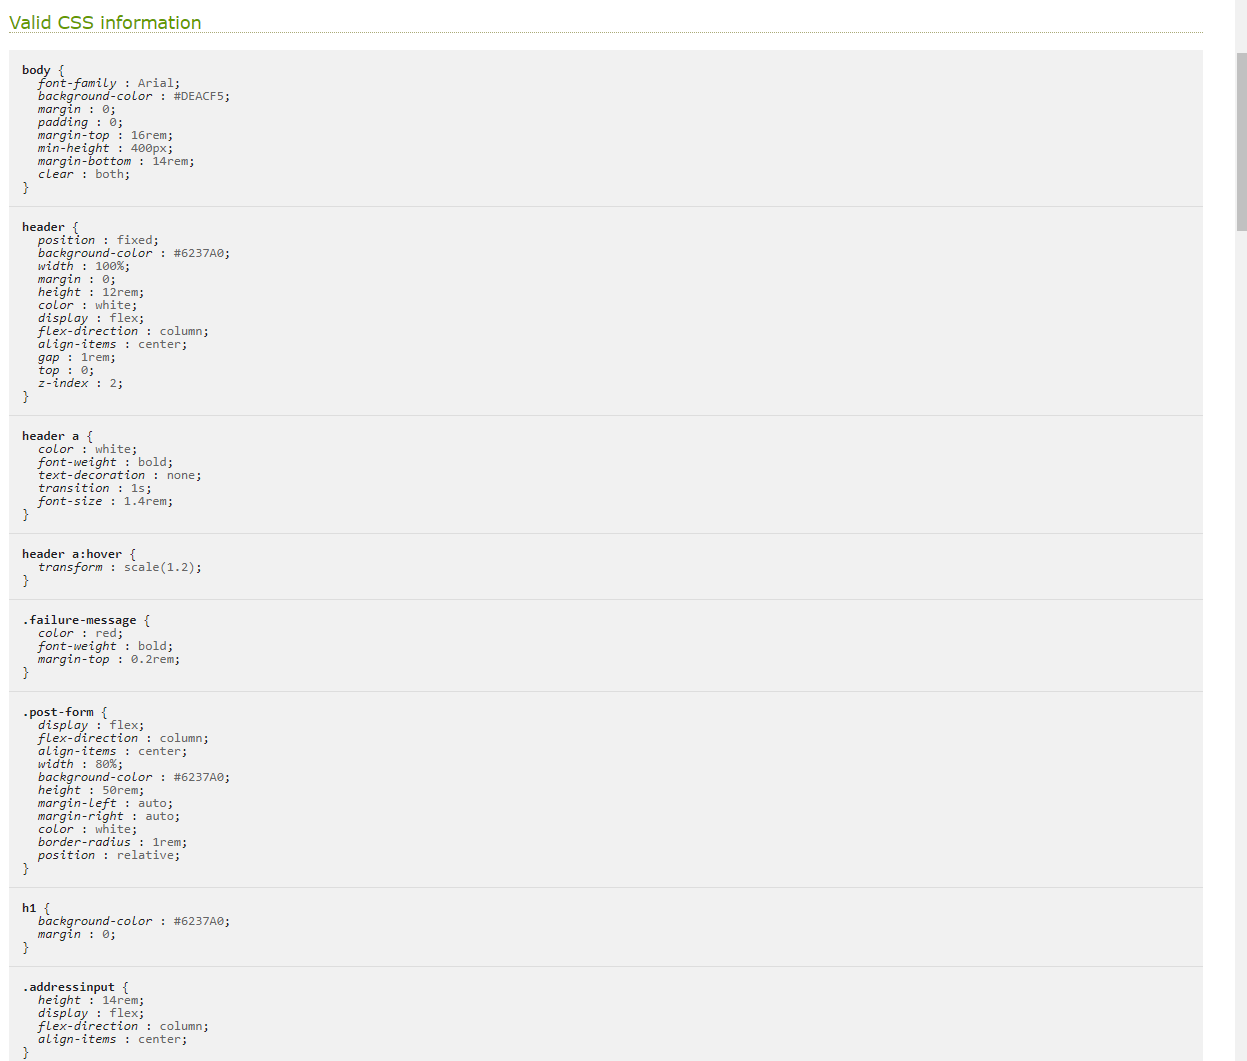 Valid CSS information
body {
font-family : Arial;
background-color : #DEACF5;
margin : 0;
padding : 0;
margin-top : 16rem;
min-height : 400px;
margin-bottom : 14rem;
clear : both;
}
header {
position : fixed;
background-color : #6237A0;
width : 100%;
margin : 0;
height : 12rem;
color : white;
display : flex;
flex-direction : column;
align-items : center;
gap : 1rem;
top : 0;
z-index : 2;
}
header a {
color : white;
font-weight : bold;
text-decoration : none;
transition : 1s;
font-size : 1.4rem;
}
header a:hover {
transform : scale(1.2);
}
.failure-message {
color : red;
font-weight : bold;
margin-top : 0.2rem;
}
.post-form {
display : flex;
flex-direction : column;
align-items : center;
width : 80%;
background-color : #6237A0;
height : 50rem;
margin-left : auto;
margin-right : auto;
color : white;
border-radius : 1rem;
position : relative;
}
h1 {
background-color : #6237A0;
margin : 0;
}
.addressinput {
height : 14rem;
display : flex;
flex-direction : column;
align-items : center;
}